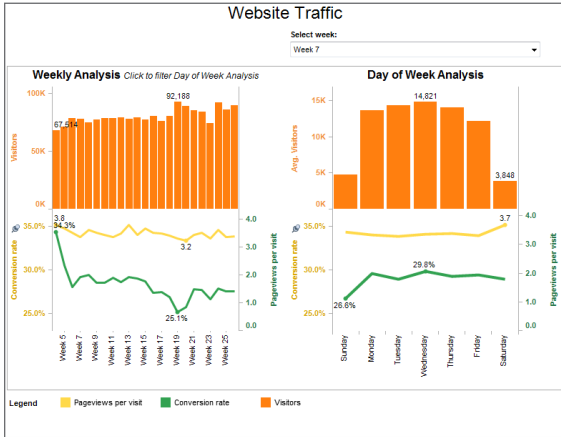 Website Traffic
Select week:
Week 7
Weekly Analysis Click to filter Day of Week Analysis
Day of Week Analysis
100K
50K
0K
Visitors
67,514
92,188
15K
10K
5K
0K
Avg. Visitors
14,821
3,848
35.0%
30.0%
25.0%
Conversion rate
3.8
34.3%
3.2
25.1%
4.0
3.0
2.0
1.0
0.0
Pageviews per visit
35.0%
30.0%
25.0%
Conversion rate
26.6%
29.8%
3.7
4.0
3.0
2.0
1.0
0.0
Pageviews per visit
Week 5
Week 7
Week 9
Week 11
Week 13
Week 15
Week 17
Week 19
Week 21
Week 23
Week 25
Sunday
Monday
Tuesday
Wednesday
Thursday
Friday
Saturday
Legend
Pageviews per visit
Conversion rate
Visitors